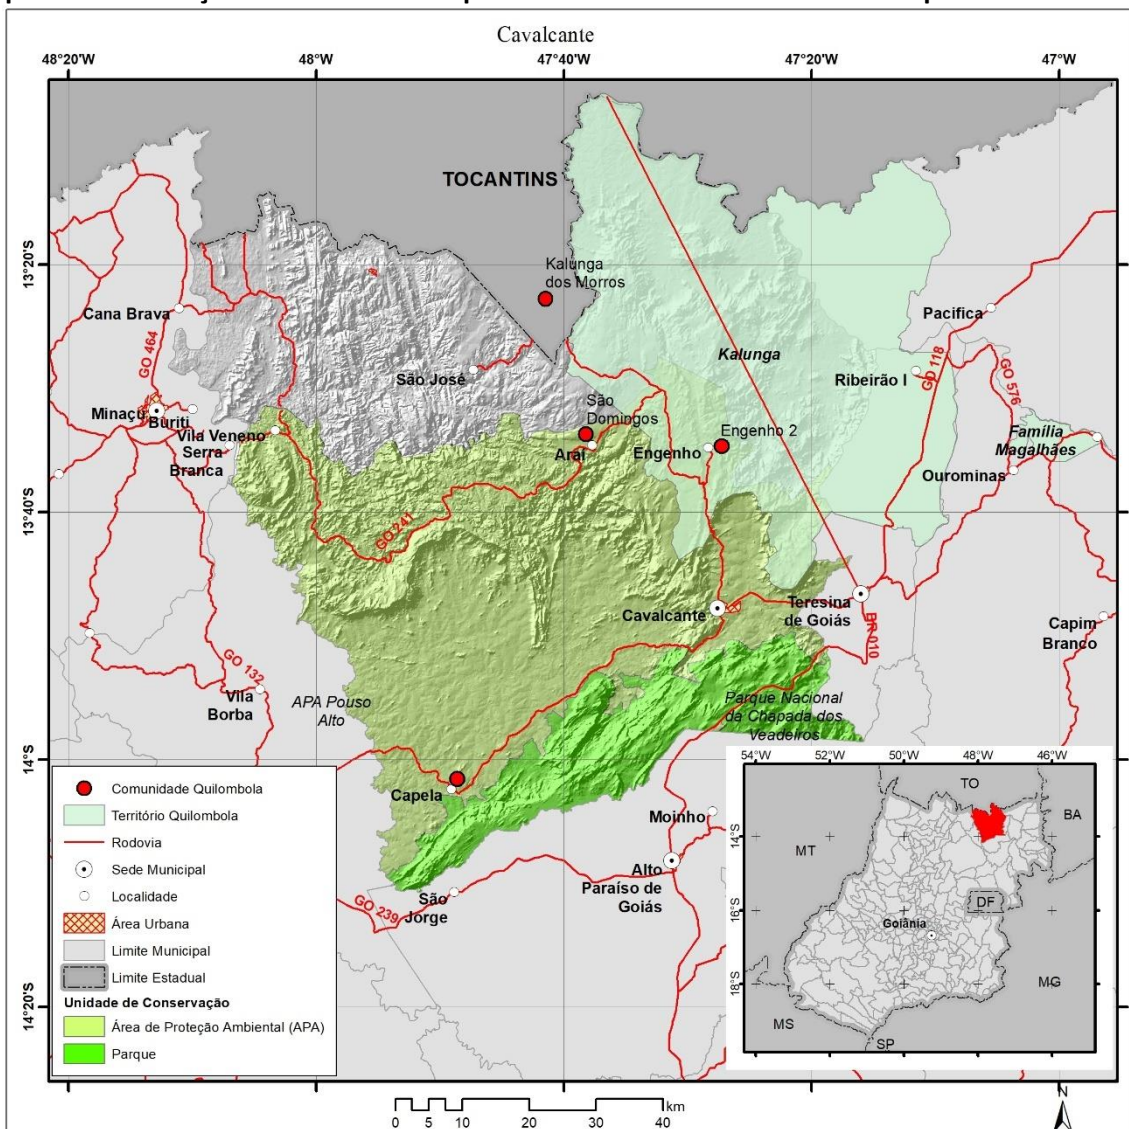 Cavalcante
48°20'W
48°W
47°40'W
47°20'W
47°W
13°20'S
13°40'S
14°S
14°20'S
TOCANTINS
Kalunga
dos Morros
Cana Brava
GO 464
São José
Kalunga
Pacifica
Ribeirão I
GO 118
GO 576
Minaçu
Buriti
São
Domingos
Vila Veneno
Serra
Branca
Arai
Engenho
Engenho 2
Família
Magalhães
Ourominas
GO 241
Cavalcante
Teresina
de Goiás
BR 010
Capim
Branco
GO 132
Vila
Borba
APA Pouso
Alto
Parque Nacional
da Chapada dos
Veadeiros
Capela
Moinho
Alto
Paraíso de
Goiás
São
Jorge
GO 239
Comunidade Quilombola
Território Quilombola
Rodovia
Sede Municipal
Localidade
Área Urbana
Limite Municipal
Limite Estadual
Unidade de Conservação
Área de Proteção Ambiental (APA)
Parque
54°W
52°W
50°W
48°W
46°W
14°S
16°S
18°S
TO
BA
MT
DF
Goiânia
MG
MS
SP
0 5 10 20 30 40 km
N